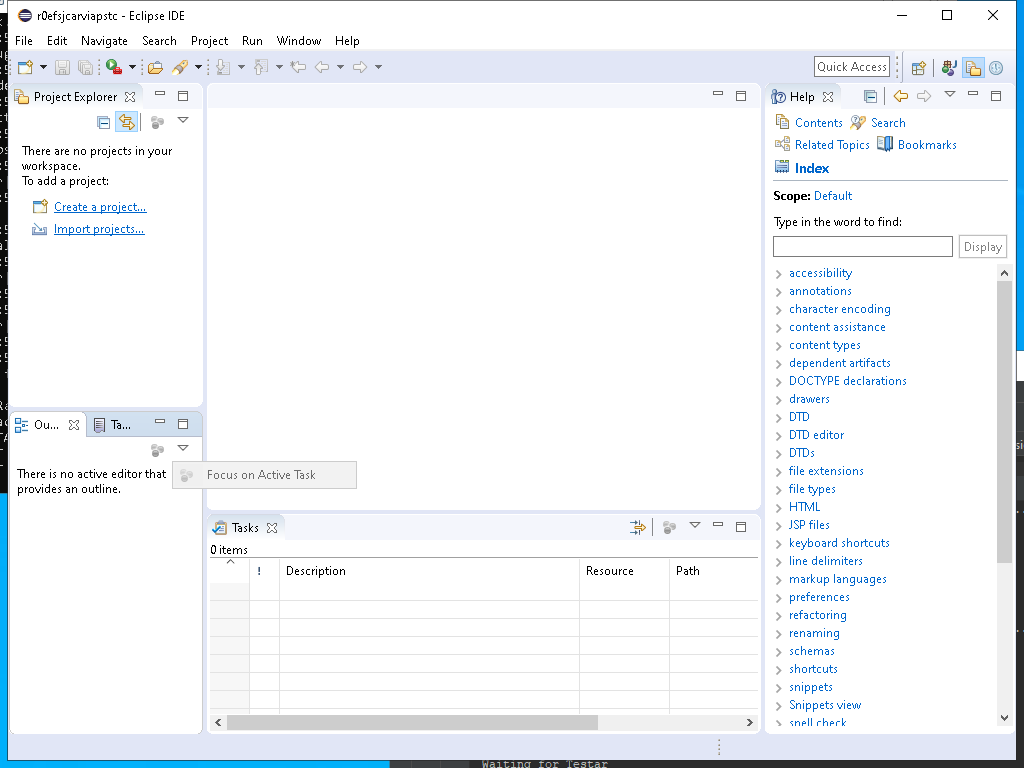 r0efsjcarviapstc - Eclipse IDE
File Edit Navigate Search Project Run Window Help
Quick Access
Project Explorer
There are no projects in your
workspace.
To add a project:
Create a project...
Import projects...
Ou... Ta...
There is no active editor that
provides an outline.
Focus on Active Task
Tasks
0 items
! Description Resource Path
Help
Contents Search
Related Topics Bookmarks
Index
Scope: Default
Type in the word to find:
Display
accessibility
annotations
character encoding
content assistance
content types
dependent artifacts
DOCTYPE declarations
drawers
DTD
DTD editor
DTDs
file extensions
file types
HTML
JSP files
keyboard shortcuts
line delimiters
markup languages
preferences
refactoring
renaming
schemas
shortcuts
snippets
Snippets view
spell check
Waiting for Testar